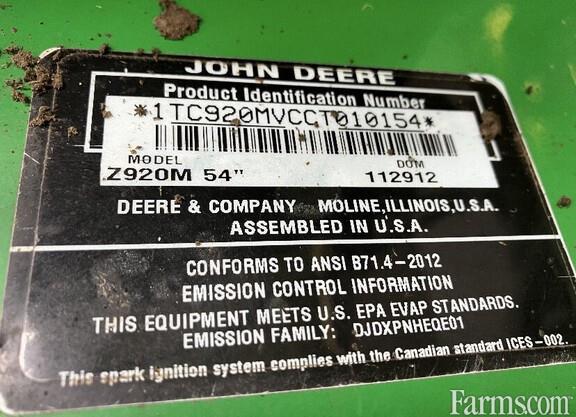 JOHN DEERE
Product Identification Number
*1TC920MVCCT010154*
MODEL DOM
Z920M 54" 112912
DEERE & COMPANY MOLINE,ILLINOIS,U.S.A.
ASSEMBLED IN U.S.A.
CONFORMS TO ANSI B71.4-2012
EMISSION CONTROL INFORMATION
THIS EQUIPMENT MEETS U.S. EPA EVAP STANDARDS.
EMISSION FAMILY: DJDXPNHEQE01
This spark ignition system complies with the Canadian standard ICES-002.
Farms.com